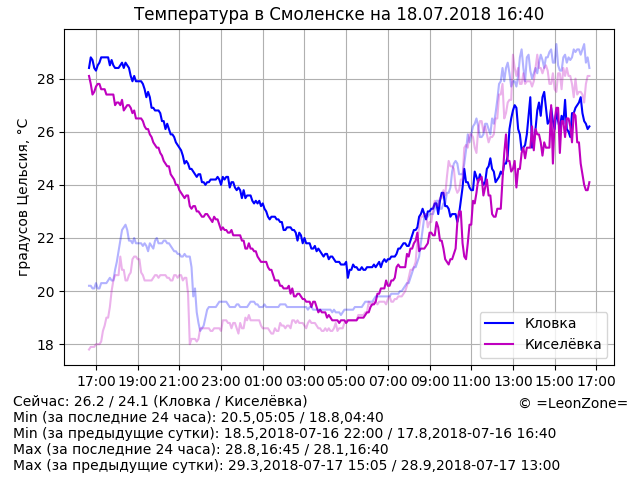 Температура в Смоленске на 18.07.2018 16:40
градусов Цельсия, °C
28
26
24
22
20
18
17:00 19:00 21:00 23:00 01:00 03:00 05:00 07:00 09:00 11:00 13:00 15:00 17:00
Кловка
Киселёвка
Сейчас: 26.2 / 24.1 (Кловка / Киселёвка)
© =LeonZone=
Min (за последние 24 часа): 20.5,05:05 / 18.8,04:40
Min (за предыдущие сутки): 18.5,2018-07-16 22:00 / 17.8,2018-07-16 16:40
Max (за последние 24 часа): 28.8,16:45 / 28.1,16:40
Max (за предыдущие сутки): 29.3,2018-07-17 15:05 / 28.9,2018-07-17 13:00